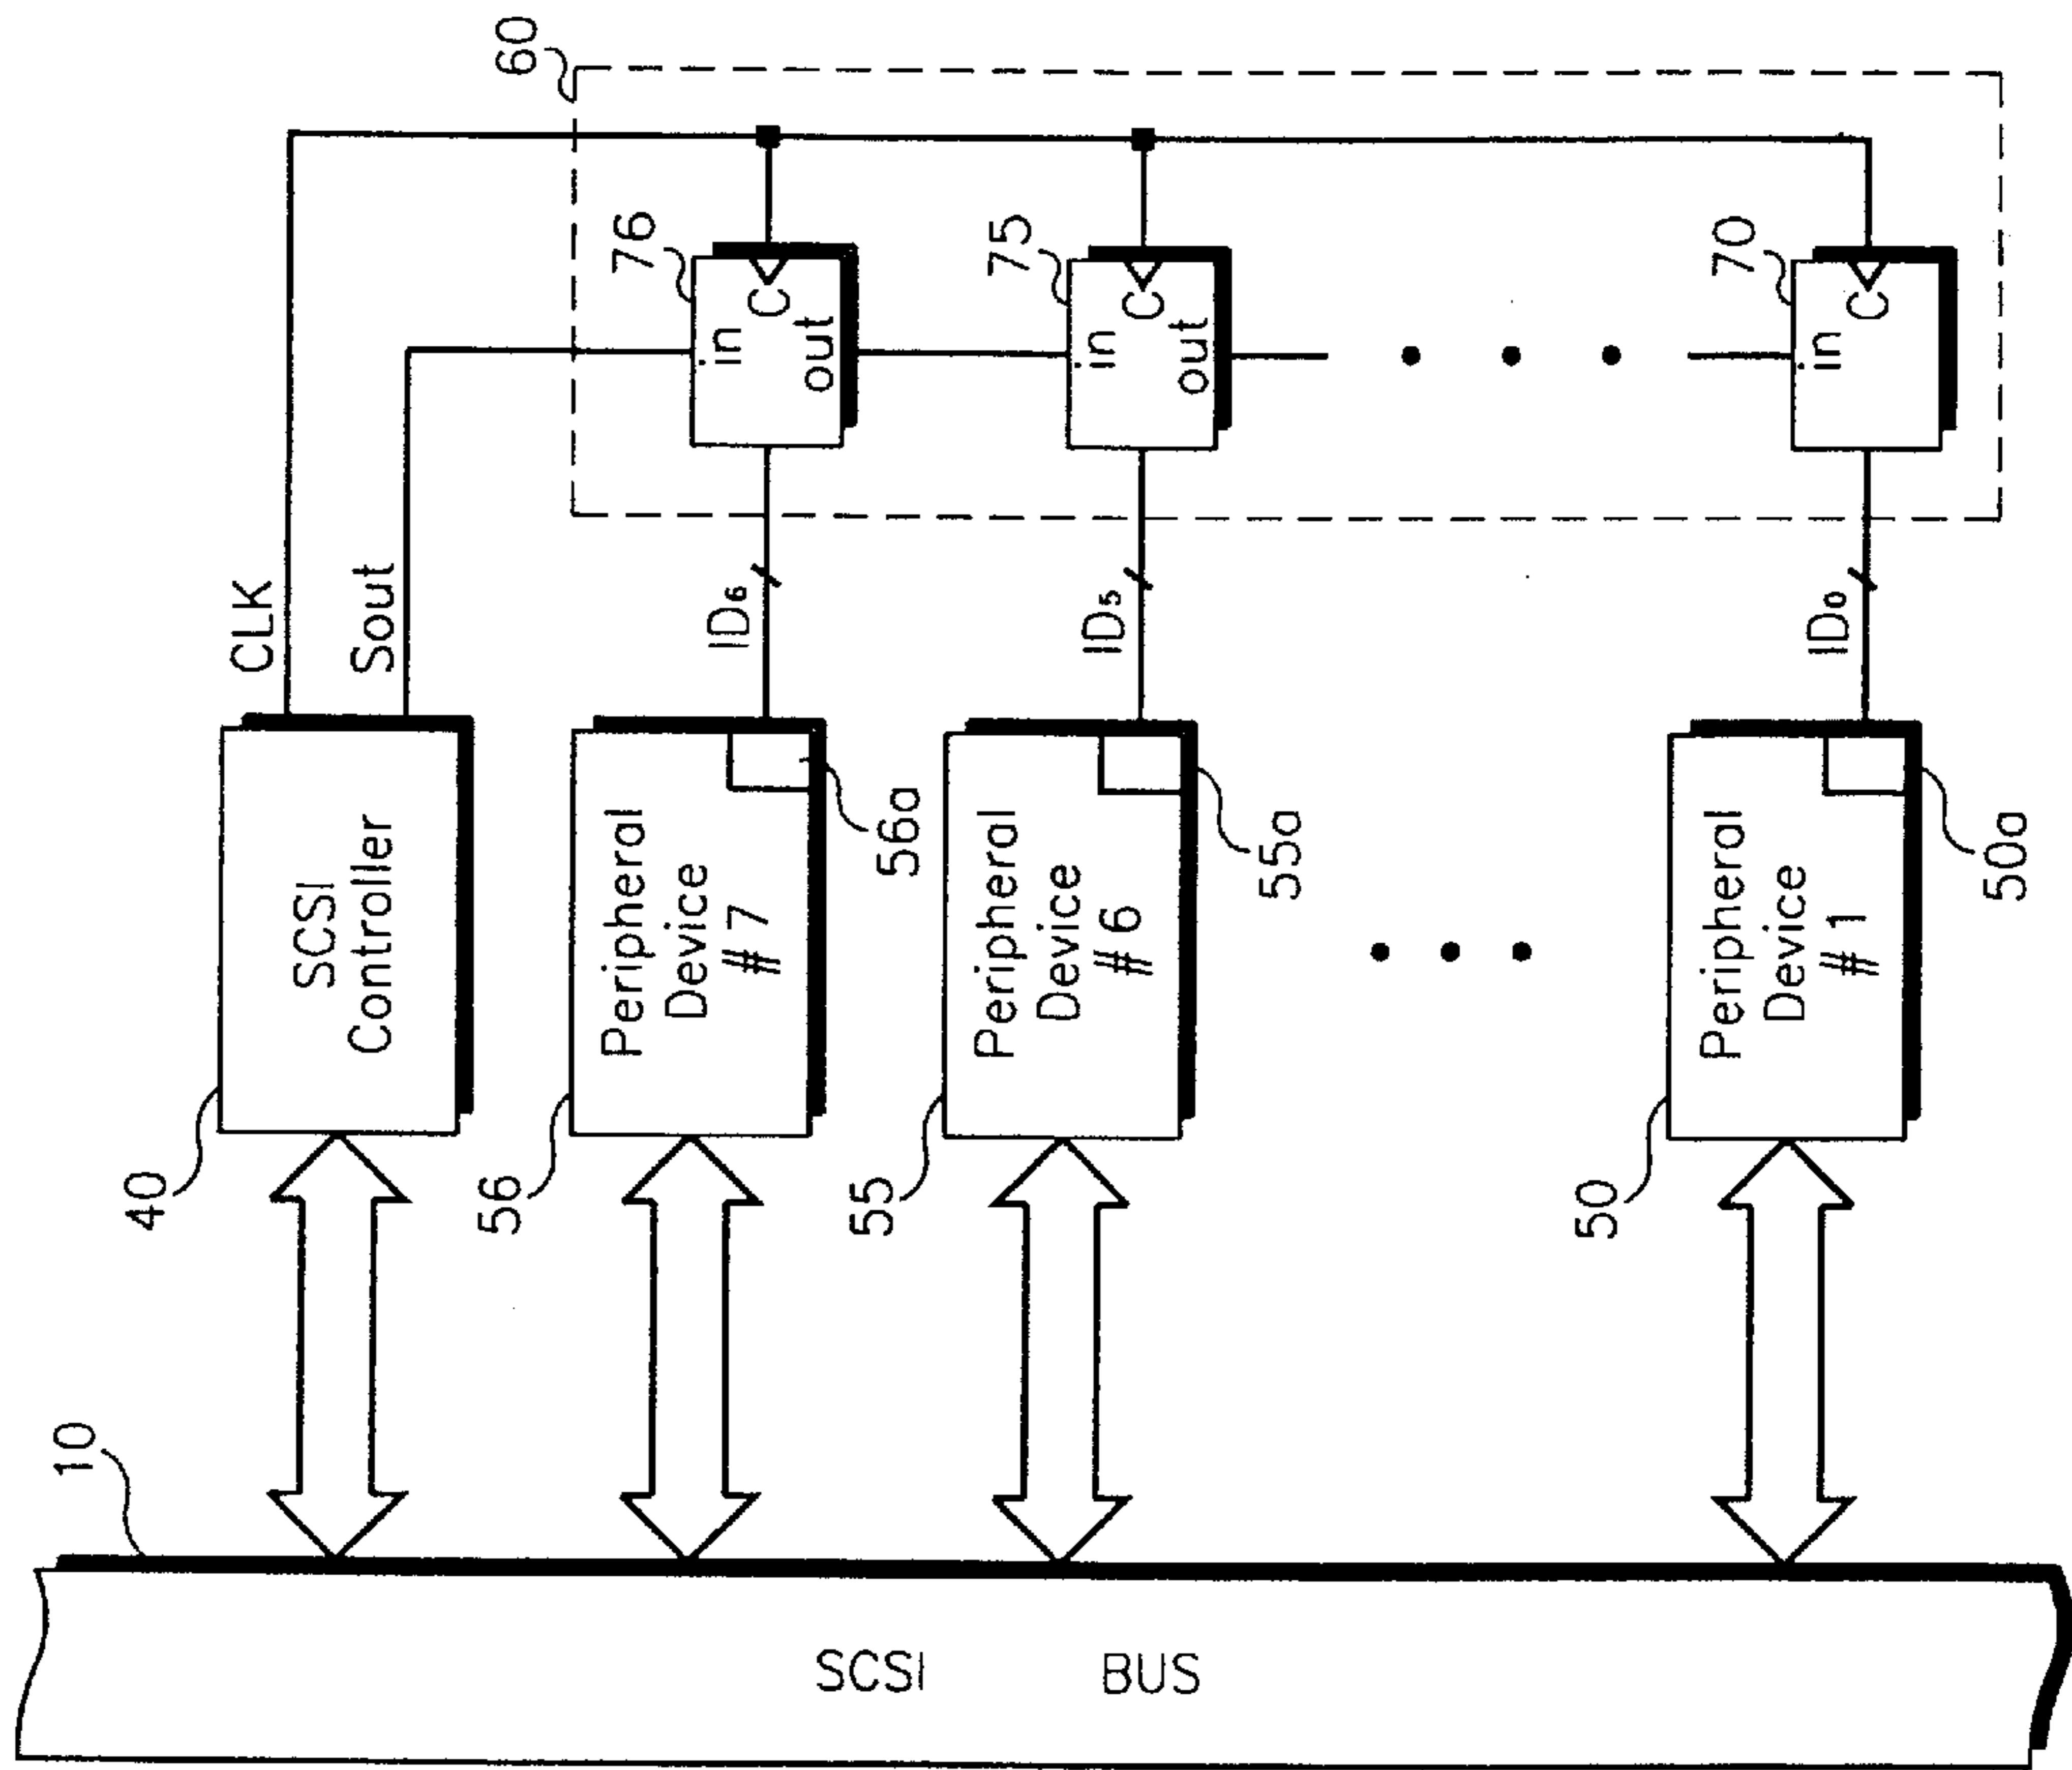 60
CLK
Sout
76
in
C
out
75
in
C
out
70
in
C
ID₆
ID₅
ID₀
SCSI
Controller
40
Peripheral
Device
#7
56a
56
Peripheral
Device
#6
55a
55
Peripheral
Device
#1
50a
50
10
SCSI BUS